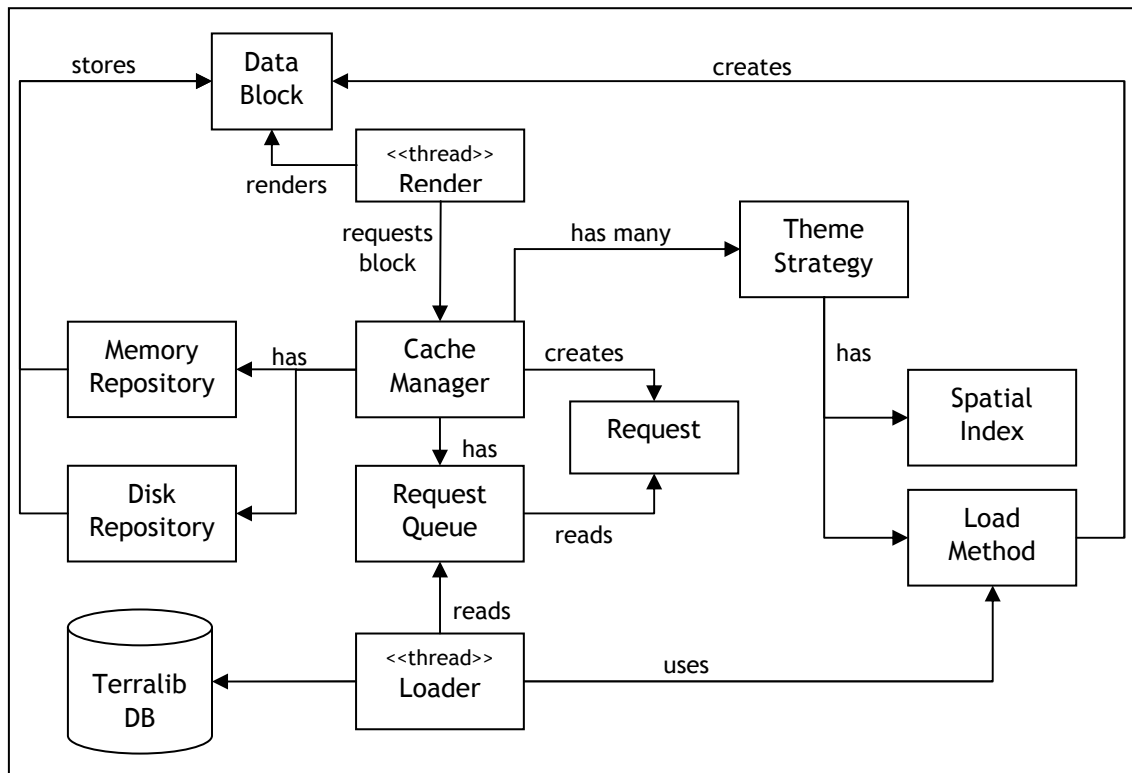 stores
Data
Block
creates
<<thread>>
Render
renders
requests
block
has many
Theme
Strategy
Memory
Repository
has
Cache
Manager
creates
has
Request
Spatial
Index
has
Disk
Repository
Request
Queue
reads
Load
Method
reads
Terralib
DB
<<thread>>
Loader
uses